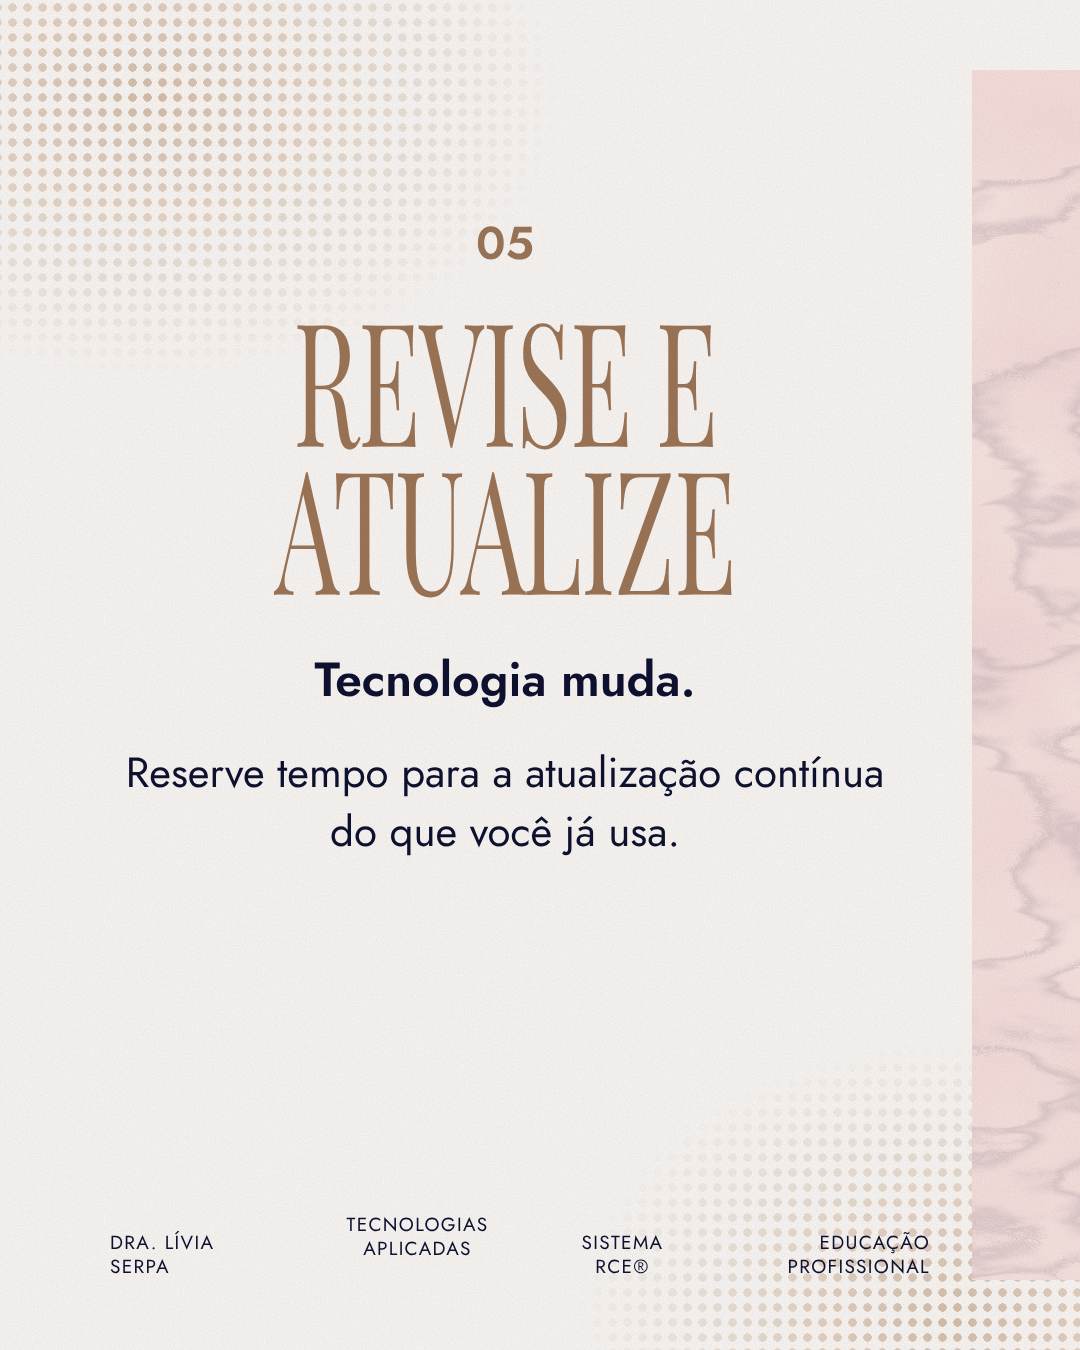 05
REVISE E
ATUALIZE
Tecnologia muda.
Reserve tempo para a atualização contínua
do que você já usa.
DRA. LÍVIA
SERPA
TECNOLOGIAS
APLICADAS
SISTEMA
RCE®
EDUCAÇÃO
PROFISSIONAL